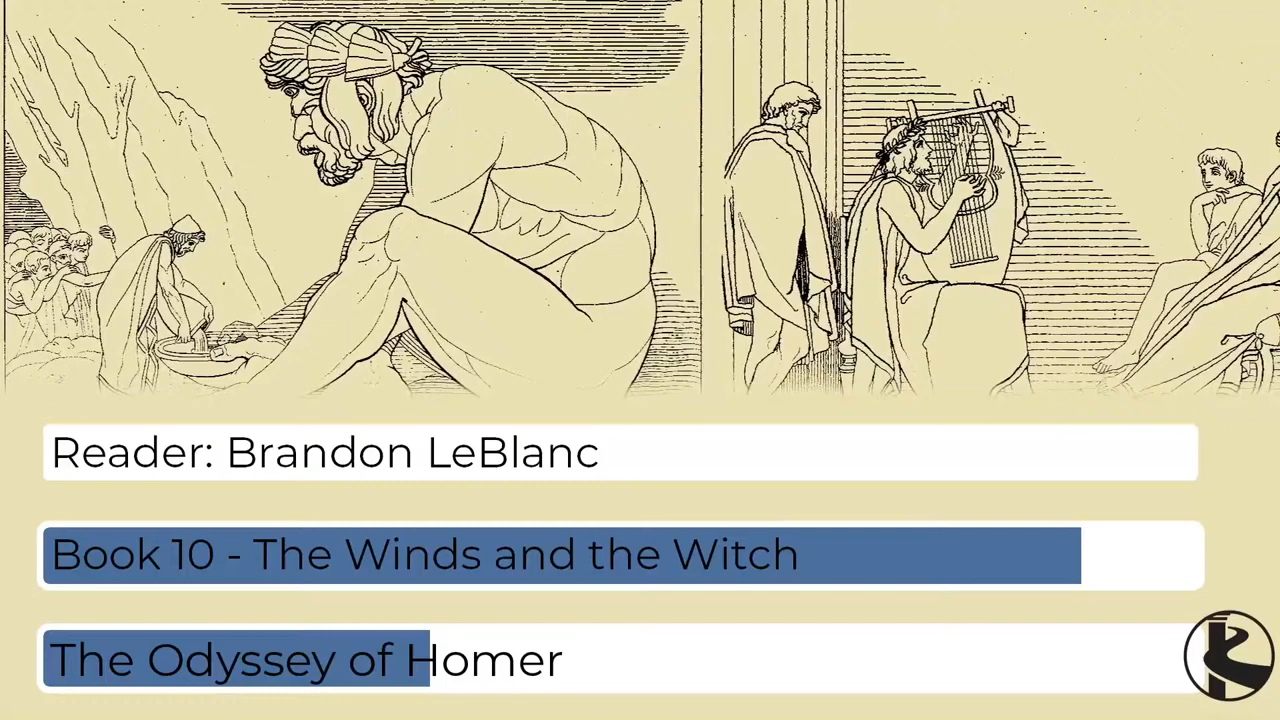 Reader: Brandon LeBlanc
Book 10 - The Winds and the Witch
The Odyssey of Homer